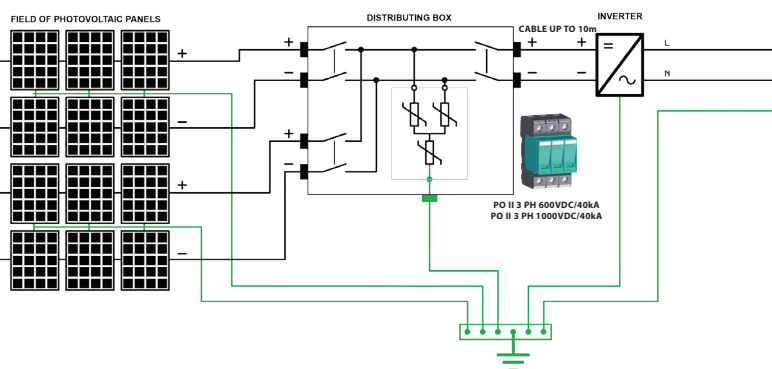 FIELD OF PHOTOVOLTAIC PANELS
DISTRIBUTING BOX
INVERTER
CABLE UP TO 10m
+ + + +
L
− − − −
N
+
−
+
−
PO II 3 PH 600VDC/40kA
PO II 3 PH 1000VDC/40kA
+
−